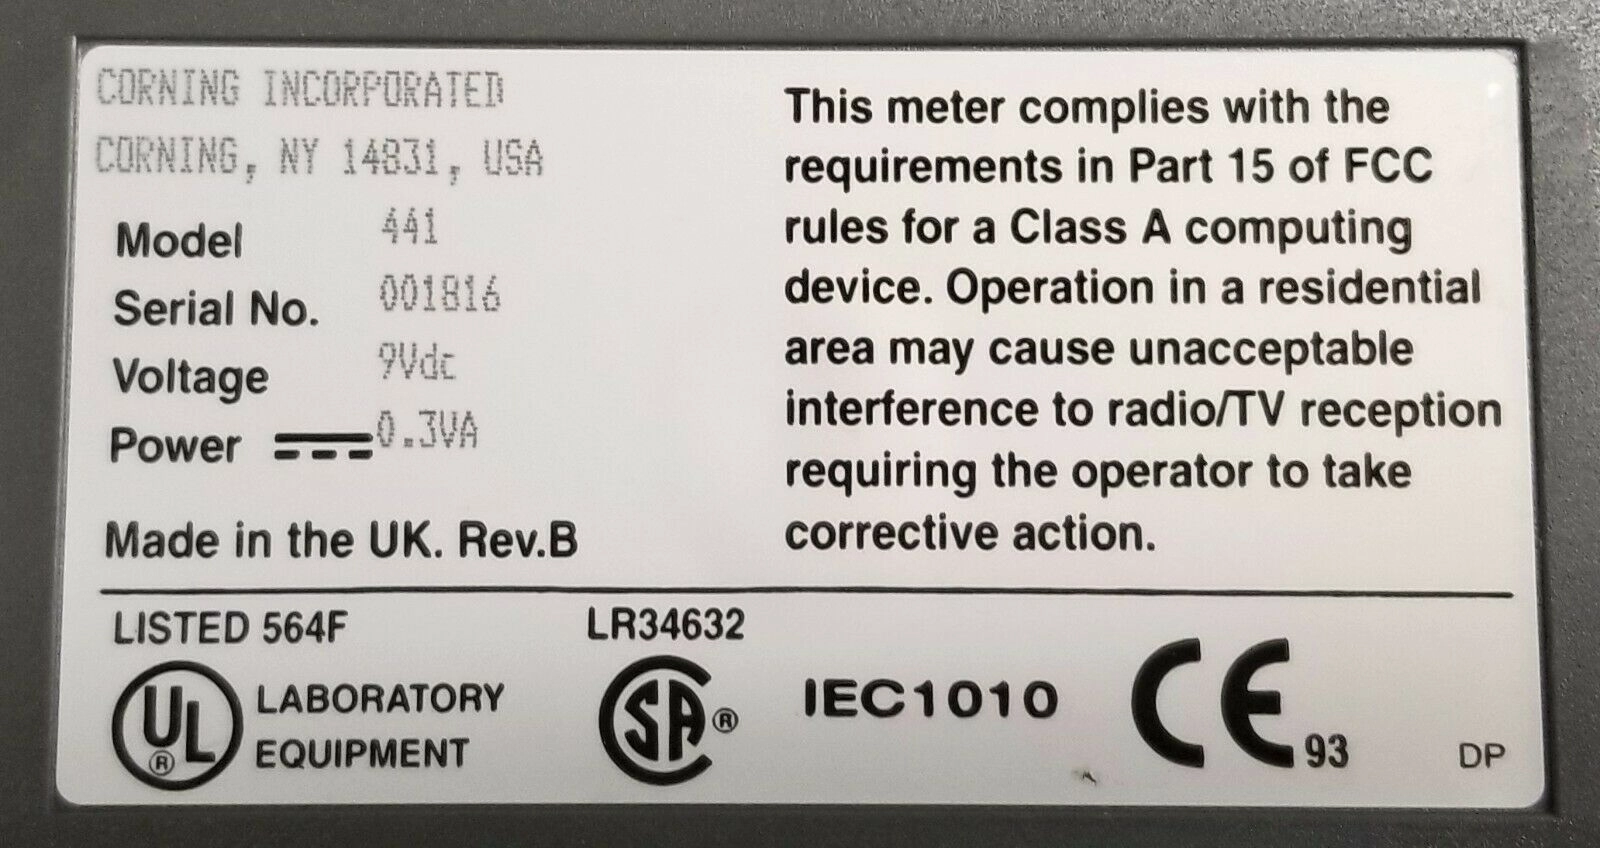 CORNING INCORPORATED
CORNING, NY 14831, USA
Model 441
Serial No. 001816
Voltage 9Vdc
Power 0.3VA
Made in the UK. Rev.B
This meter complies with the
requirements in Part 15 of FCC
rules for a Class A computing
device. Operation in a residential
area may cause unacceptable
interference to radio/TV reception
requiring the operator to take
corrective action.
LISTED 564F
UL® LABORATORY
EQUIPMENT
LR34632
CSA®
IEC1010
CE 93
DP